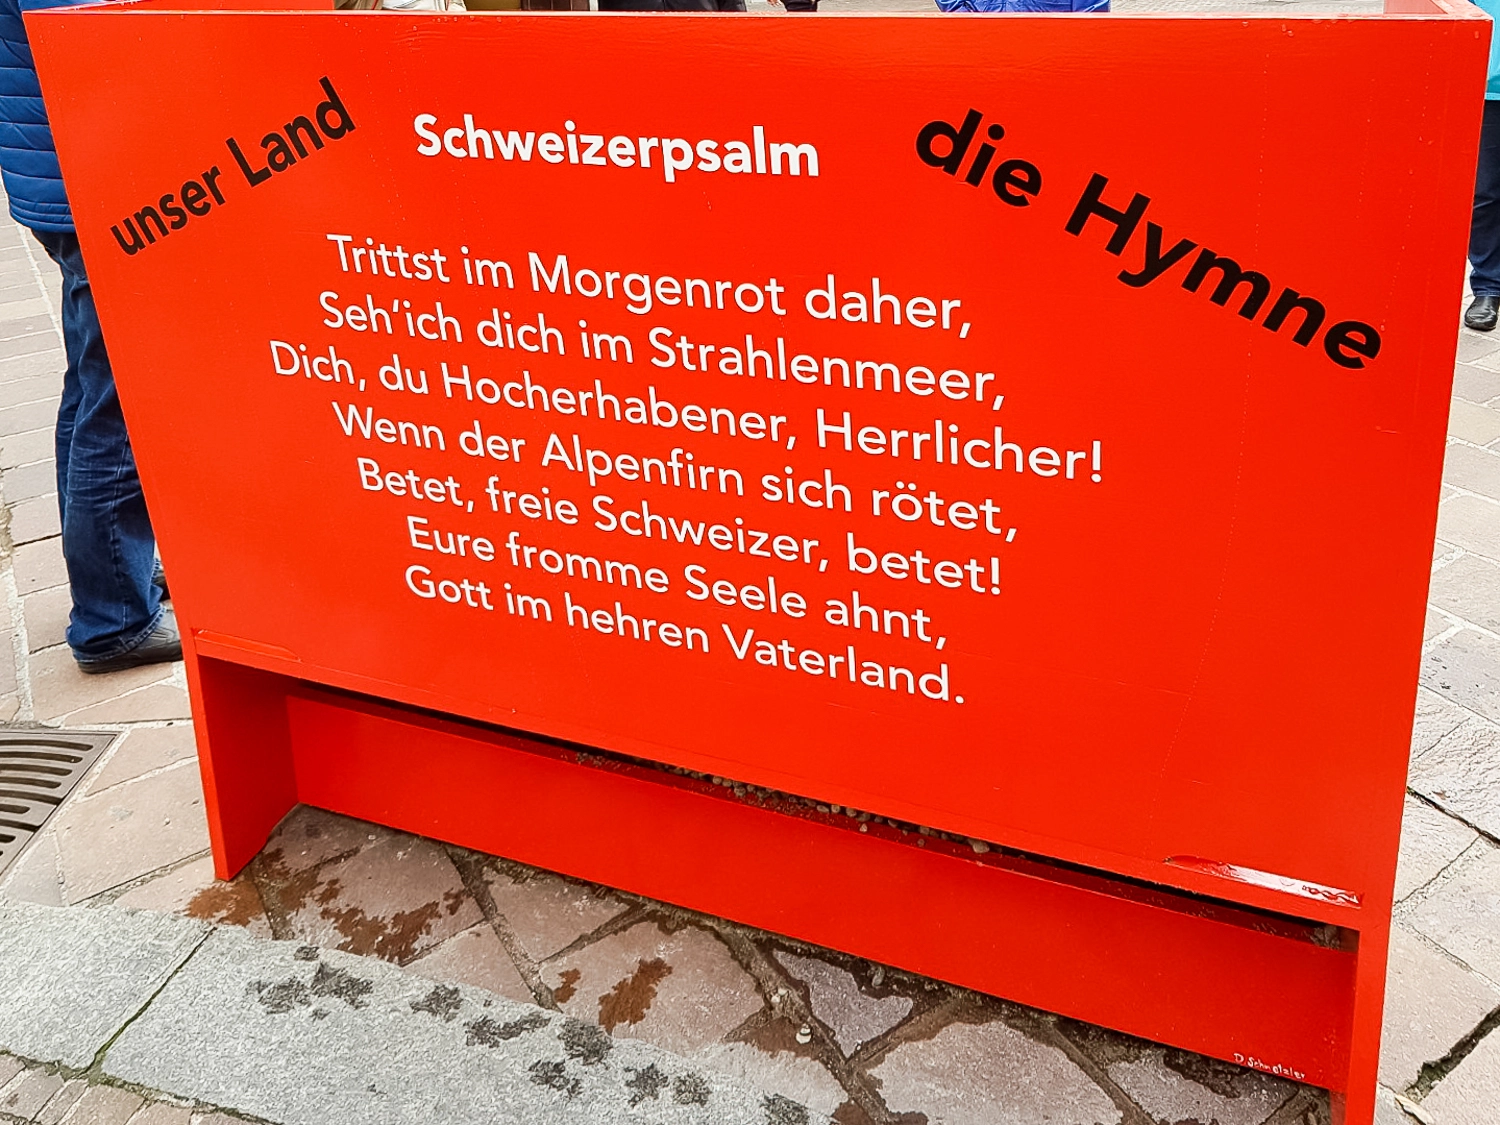 unser Land
Schweizerpsalm
die Hymne
Trittst im Morgenrot daher,
Seh'ich dich im Strahlenmeer,
Dich, du Hocherhabener, Herrlicher!
Wenn der Alpenfirn sich rötet,
Betet, freie Schweizer, betet!
Eure fromme Seele ahnt,
Gott im hehren Vaterland.
D. Schmelzler